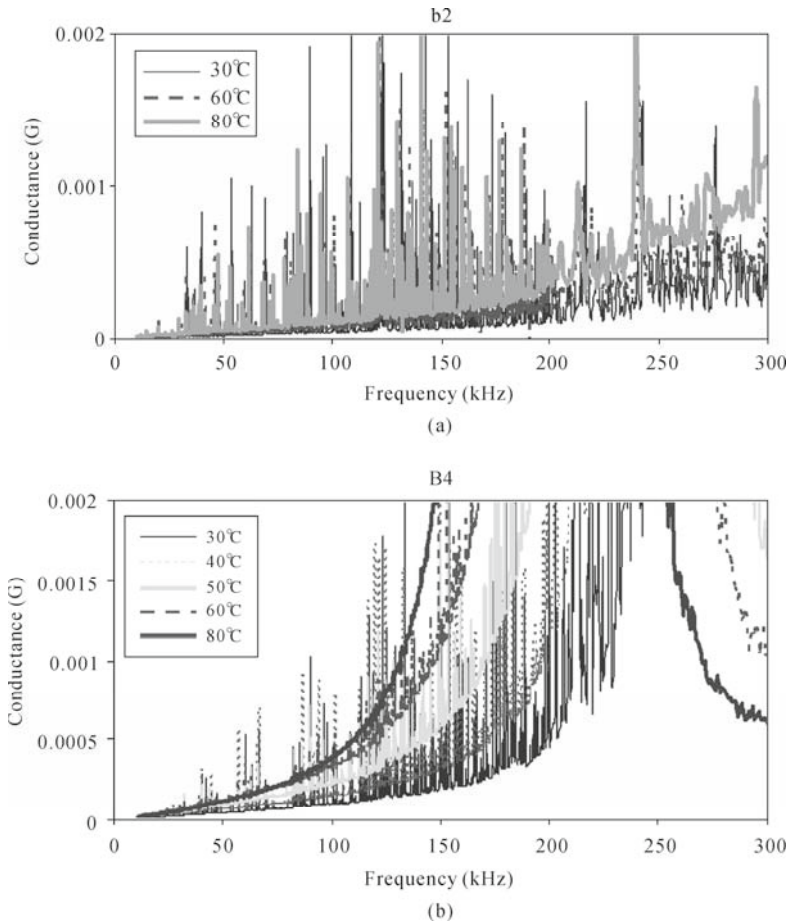 b2
0.002
30℃
60℃
80℃
0.001
Conductance (G)
0
0 50 100 150 200 250 300
Frequency (kHz)
(a)
B4
0.002
30℃
40℃
50℃
60℃
80℃
0.0015
0.001
Conductance (G)
0.0005
0
0 50 100 150 200 250 300
Frequency (kHz)
(b)